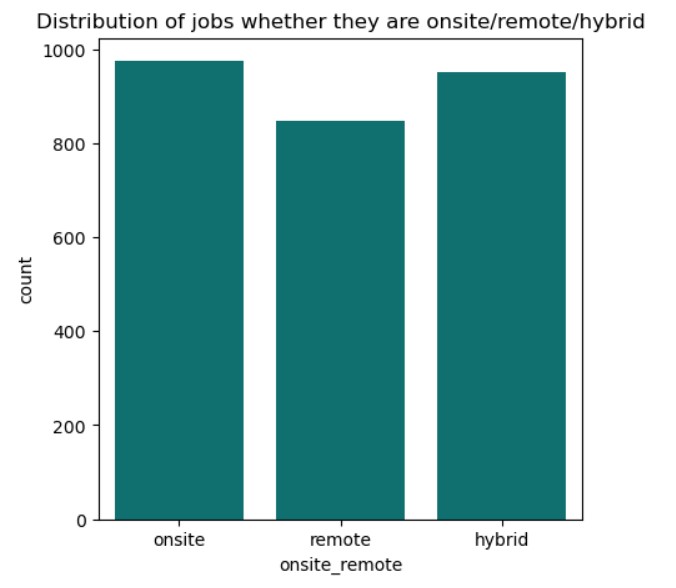 Distribution of jobs whether they are onsite/remote/hybrid
1000
800
600
400
200
0
count
onsite remote hybrid
onsite_remote